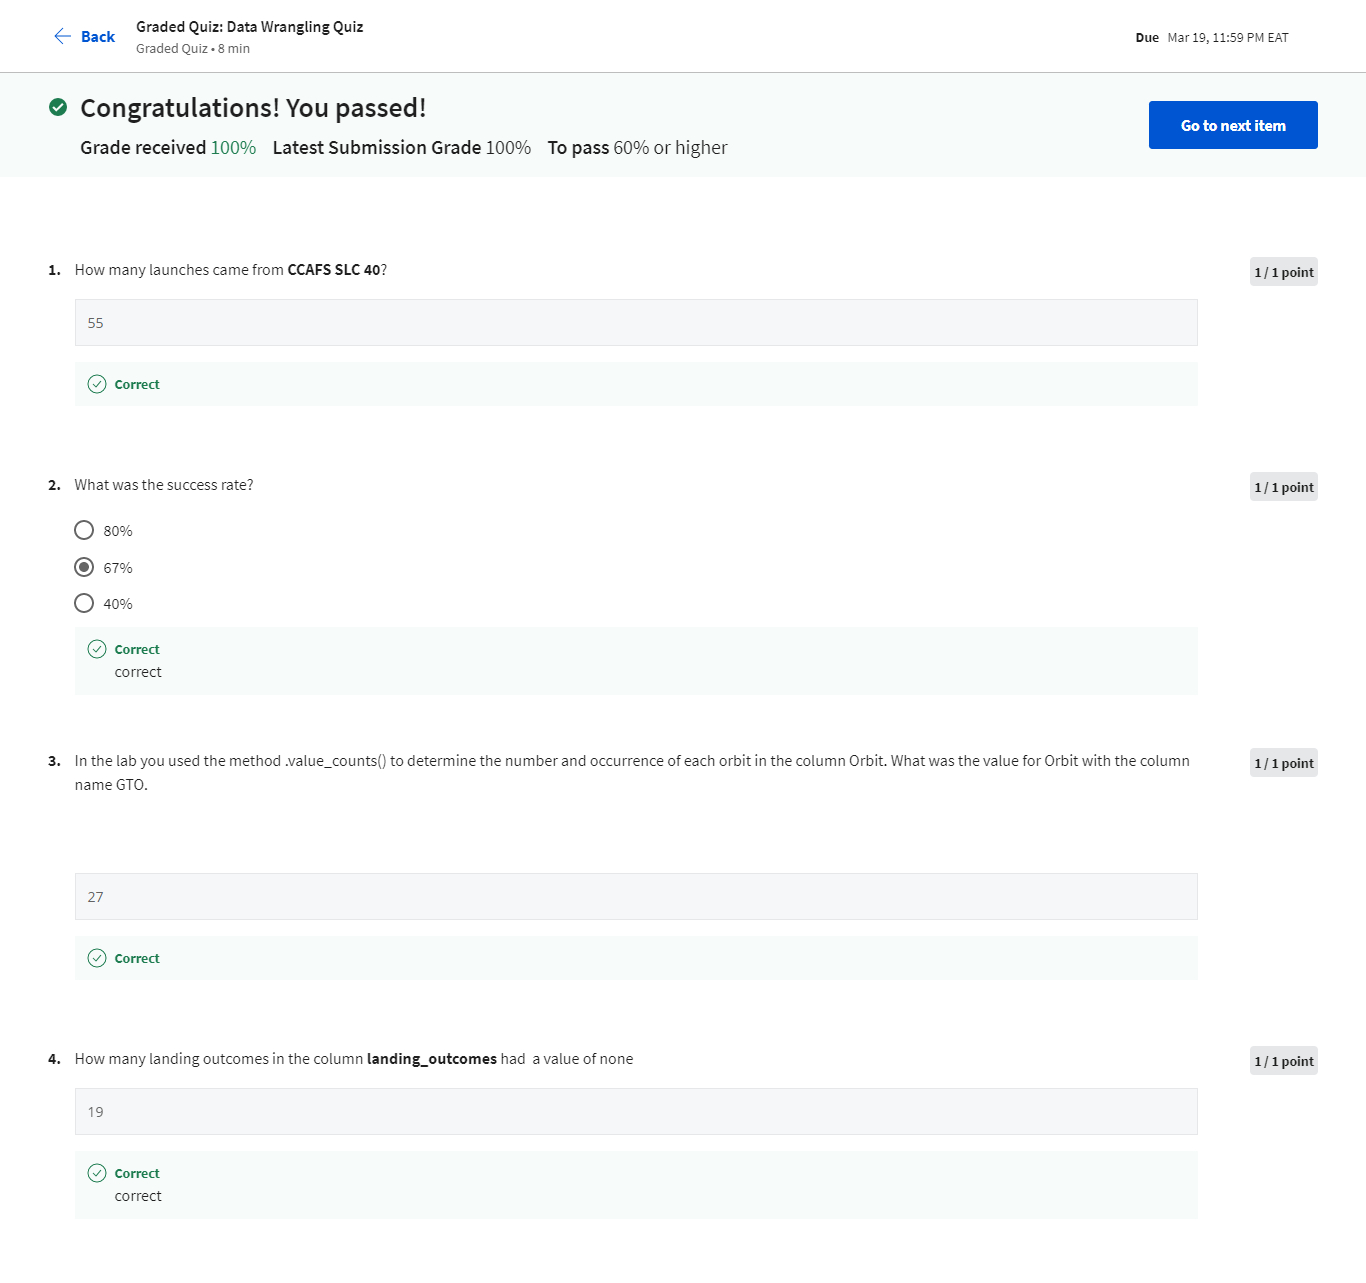 Back
Graded Quiz: Data Wrangling Quiz
Graded Quiz • 8 min
Due Mar 19, 11:59 PM EAT
Congratulations! You passed!
Grade received 100% Latest Submission Grade 100% To pass 60% or higher
Go to next item
1. How many launches came from CCAFS SLC 40?
1 / 1 point
55
Correct
2. What was the success rate?
1 / 1 point
80%
67%
40%
Correct
correct
3. In the lab you used the method .value_counts() to determine the number and occurrence of each orbit in the column Orbit. What was the value for Orbit with the column
name GTO.
1 / 1 point
27
Correct
4. How many landing outcomes in the column landing_outcomes had a value of none
1 / 1 point
19
Correct
correct